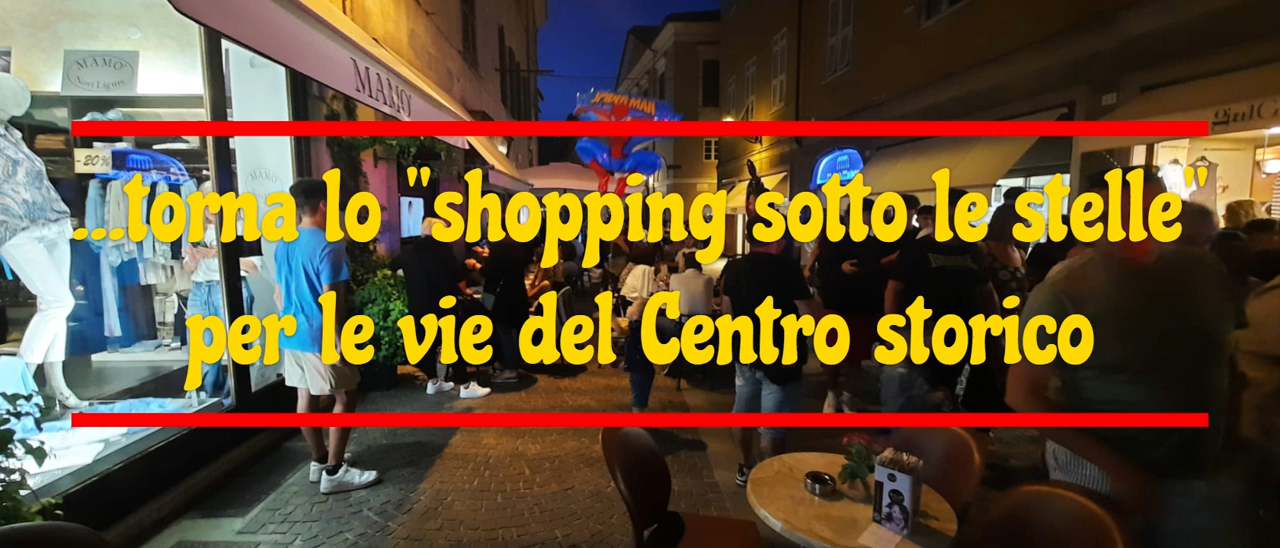 MAMO'
Novi Ligure
MAMO'
SPIDER-MAN
-20%
...torna lo "shopping sotto le stelle"
per le vie del Centro storico